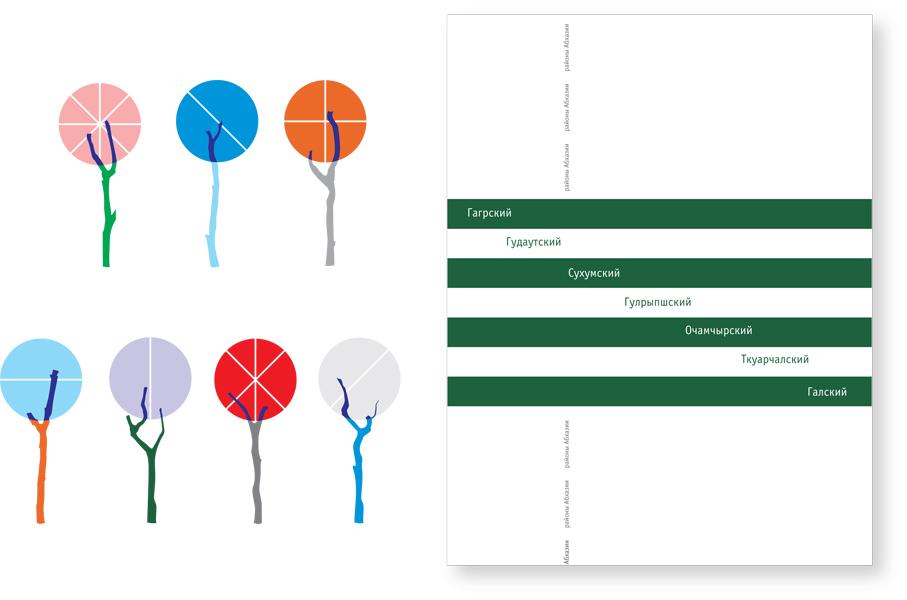 районы Абхазии
районы Абхазии
районы Абхазии
Гагрский
Гудаутский
Сухумский
Гулрыпшский
Очамчырский
Ткуарчалский
Галский
районы Абхазии
районы Абхазии
Абхазии